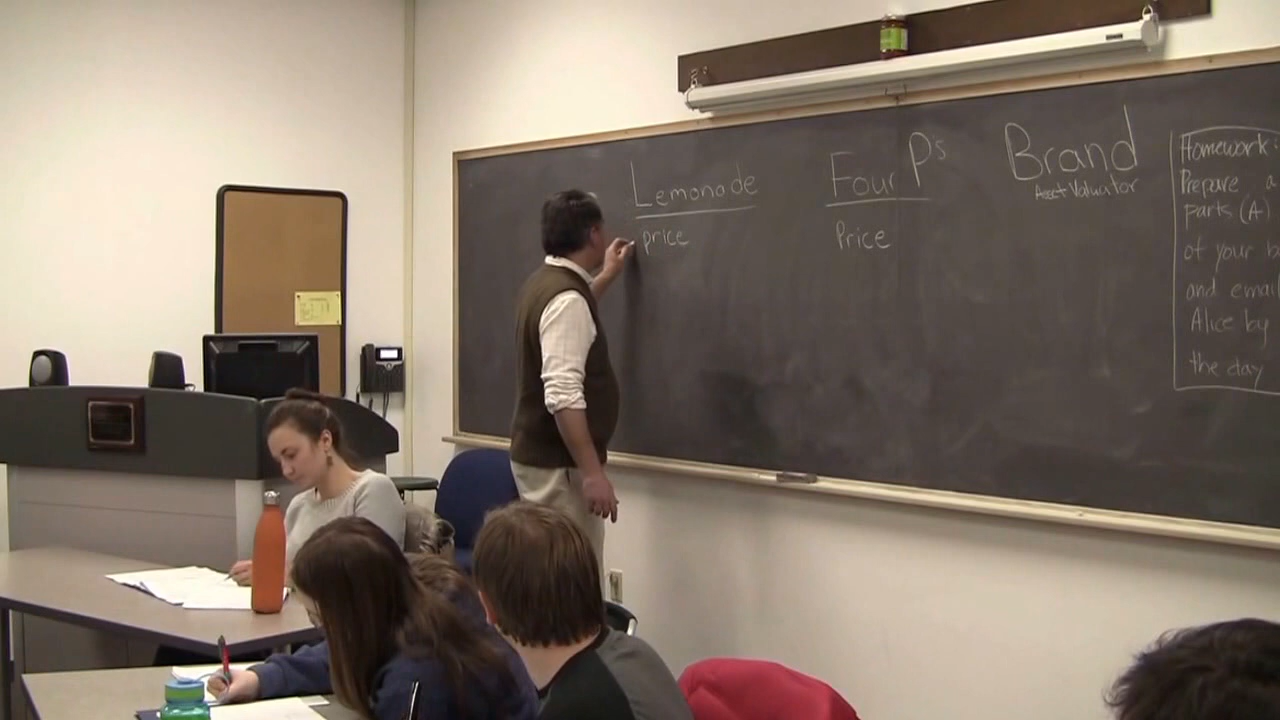 Lemonade
price
Four Ps
Price
Brand
Asset Valuator
Homework:
Prepare a
parts (A)
of your b
and email
Alice by
the day